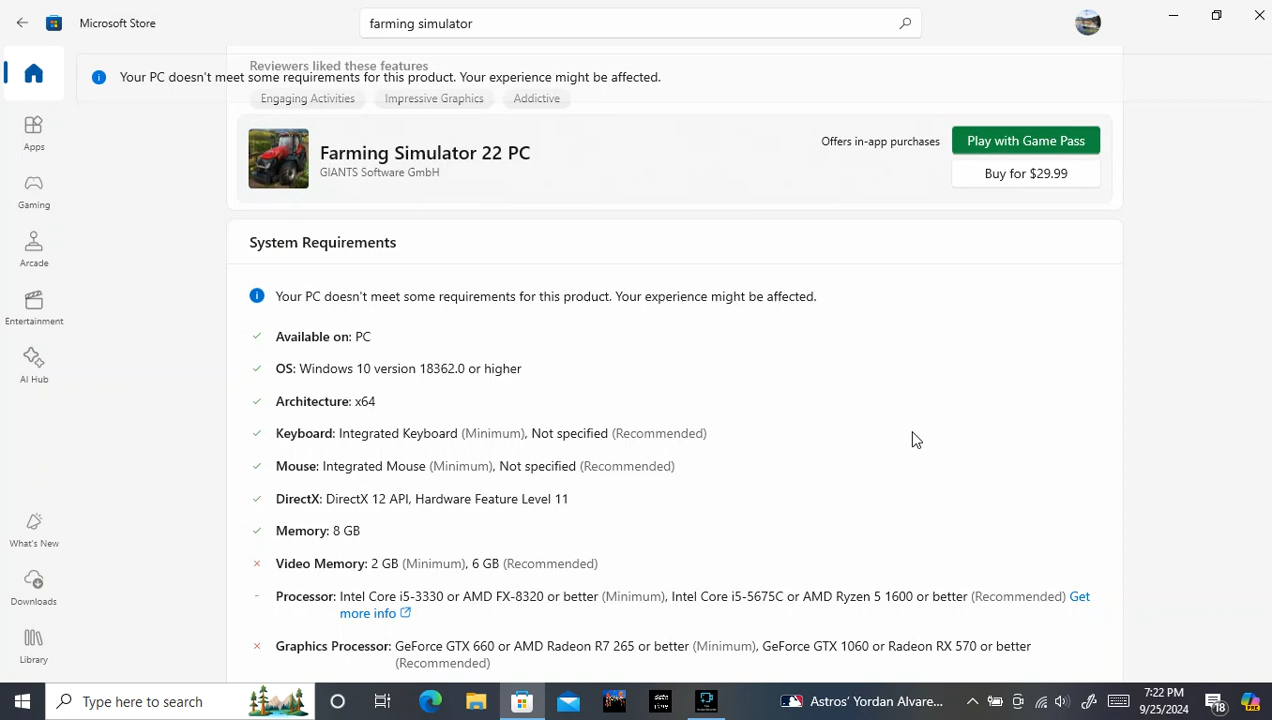 Microsoft Store
farming simulator
Reviewers liked these features
Your PC doesn't meet some requirements for this product. Your experience might be affected.
Engaging Activities
Impressive Graphics
Addictive
Farming Simulator 22 PC
GIANTS Software GmbH
Offers in-app purchases
Play with Game Pass
Buy for $29.99
System Requirements
Your PC doesn't meet some requirements for this product. Your experience might be affected.
Available on: PC
OS: Windows 10 version 18362.0 or higher
Architecture: x64
Keyboard: Integrated Keyboard (Minimum), Not specified (Recommended)
Mouse: Integrated Mouse (Minimum), Not specified (Recommended)
DirectX: DirectX 12 API, Hardware Feature Level 11
Memory: 8 GB
Video Memory: 2 GB (Minimum), 6 GB (Recommended)
Processor: Intel Core i5-3330 or AMD FX-8320 or better (Minimum), Intel Core i5-5675C or AMD Ryzen 5 1600 or better (Recommended) Get
more info
Graphics Processor: GeForce GTX 660 or AMD Radeon R7 265 or better (Minimum), GeForce GTX 1060 or Radeon RX 570 or better
(Recommended)
Apps
Gaming
Arcade
Entertainment
AI Hub
What's New
Downloads
Library
Type here to search
Astros' Yordan Alvare...
7:22 PM
9/25/2024
18